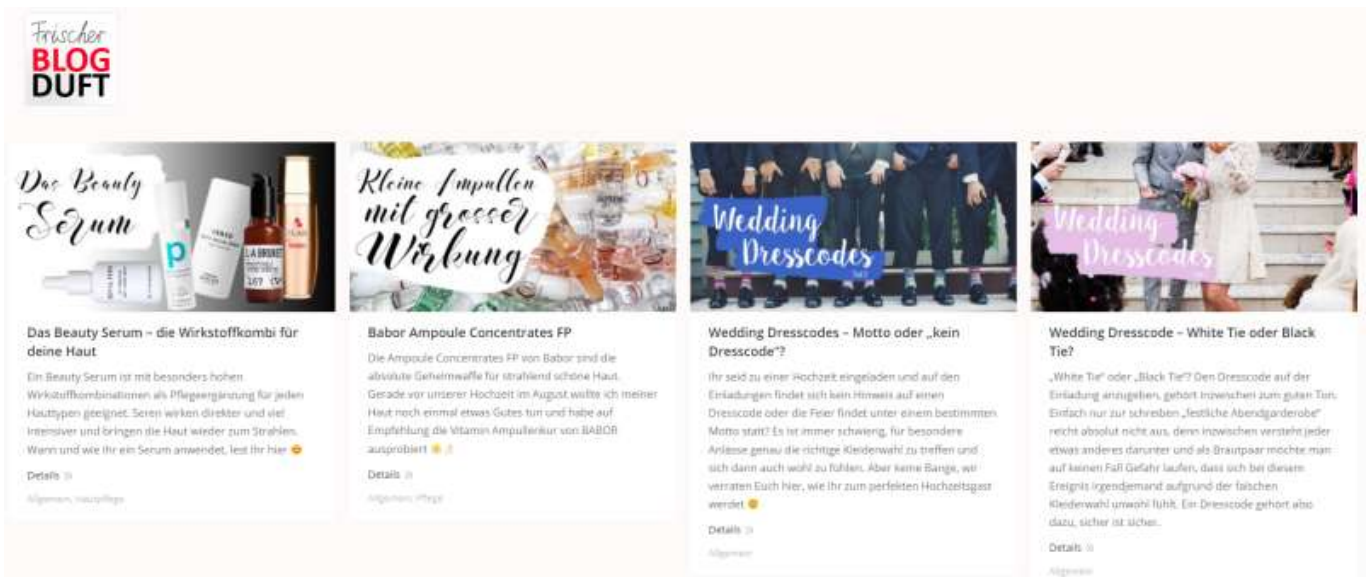 Frischer
BLOG
DUFT
Das Beauty
Serum
L:A BRUKET
167
Kleine Ampullen
mit grosser
Wirkung
Wedding
Dresscodes
Wedding
Dresscodes
Das Beauty Serum – die Wirkstoffkombi für
deine Haut
Ein Beauty Serum ist mit besonders hohen
Wirkstoffkombinationen als Pflegeergänzung für jeden
Hauttypen geeignet. Seren wirken direkter und viel
intensiver und bringen die Haut wieder zum Strahlen.
Wann und wie ihr ein Serum anwendet, lest ihr hier 😍
Details
Allgemein, Hautpflege
Babor Ampoule Concentrates FP
Die Ampoule Concentrates FP von Babor sind die
absolute Geheimwaffe für strahlend schöne Haut.
Gerade vor unserer Hochzeit im August wollte ich meiner
Haut noch einmal etwas Gutes tun und habe auf
Empfehlung die Vitamin Ampullenkur von BABOR
ausprobiert
Details
Allgemein, Pflege
Wedding Dresscodes – Motto oder „kein
Dresscode“?
Ihr seid zu einer Hochzeit eingeladen und auf den
Einladungen findet sich kein Hinweis auf einen
Dresscode oder die Feier findet unter einem bestimmten
Motto statt? Es ist immer schwierig, für besondere
Anlässe genau die richtige Kleiderwahl zu treffen und
sich dann auch wohl zu fühlen. Aber keine Bange, wir
verraten Euch hier, wie ihr zum perfekten Hochzeitsgast
werdet
Details
Allgemein
Wedding Dresscode – White Tie oder Black
Tie?
„White Tie“ oder „Black Tie“? Den Dresscode auf der
Einladung anzugeben, gehört inzwischen zum guten Ton.
Einfach nur zur schreiben „festliche Abendgarderobe“
reicht absolut nicht aus, denn inzwischen versteht jeder
etwas anderes darunter und als Brautpaar möchte man
auf keinen Fall Gefahr laufen, dass sich bei diesem
Ereignis irgendjemand aufgrund der falschen
Kleiderwahl unwohl fühlt. Ein Dresscode gehört also
dazu, sicher ist sicher.
Details
Allgemein